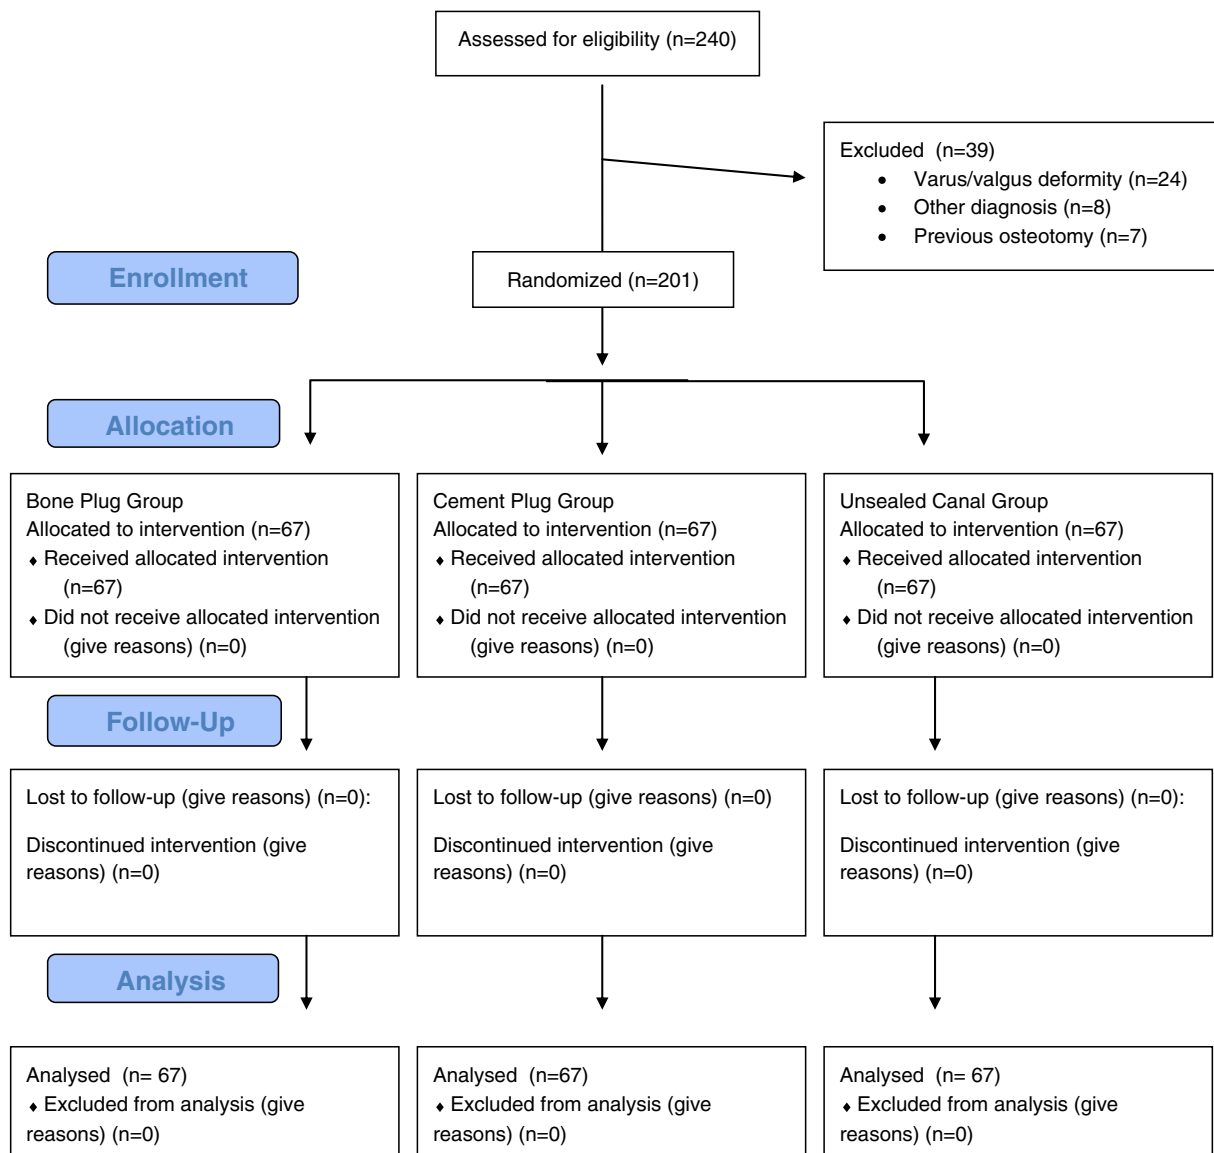 Assessed for eligibility (n=240)
Excluded (n=39)
• Varus/valgus deformity (n=24)
• Other diagnosis (n=8)
• Previous osteotomy (n=7)
Enrollment
Randomized (n=201)
Allocation
Bone Plug Group
Allocated to intervention (n=67)
♦ Received allocated intervention
(n=67)
♦ Did not receive allocated intervention
(give reasons) (n=0)
Cement Plug Group
Allocated to intervention (n=67)
♦ Received allocated intervention
(n=67)
♦ Did not receive allocated intervention
(give reasons) (n=0)
Unsealed Canal Group
Allocated to intervention (n=67)
♦ Received allocated intervention
(n=67)
♦ Did not receive allocated intervention
(give reasons) (n=0)
Follow-Up
Lost to follow-up (give reasons) (n=0):
Discontinued intervention (give
reasons) (n=0)
Lost to follow-up (give reasons) (n=0)
Discontinued intervention (give
reasons) (n=0)
Lost to follow-up (give reasons) (n=0):
Discontinued intervention (give
reasons) (n=0)
Analysis
Analysed (n= 67)
♦ Excluded from analysis (give
reasons) (n=0)
Analysed (n=67)
♦ Excluded from analysis (give
reasons) (n=0)
Analysed (n= 67)
♦ Excluded from analysis (give
reasons) (n=0)